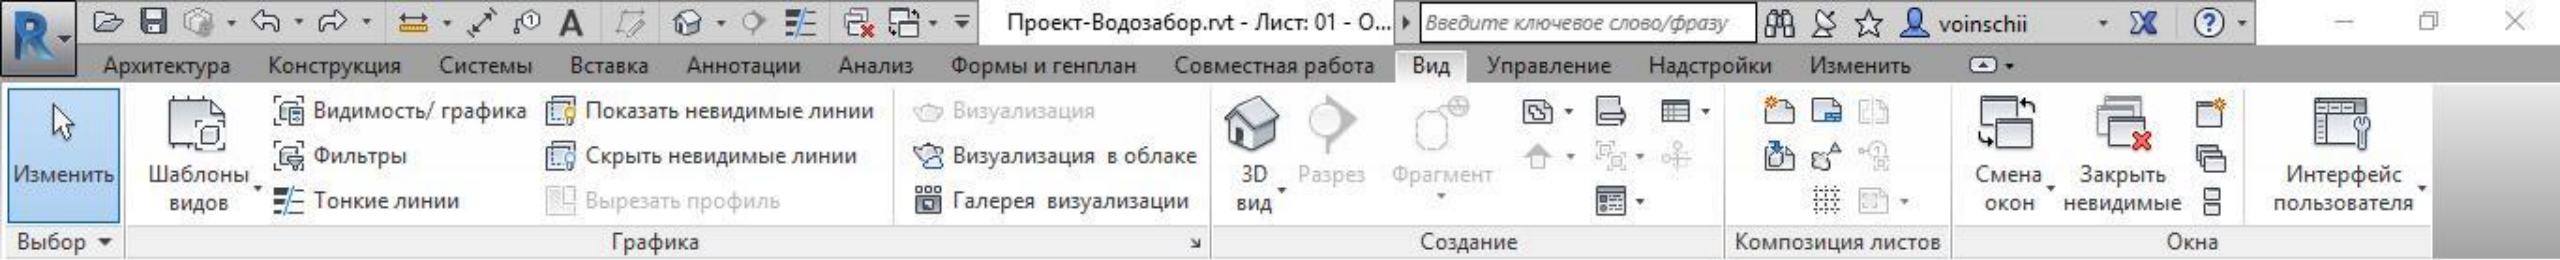 Проект-Водозабор.rvt - Лист: 01 - О... Введите ключевое слово/фразу voinschii
Архитектура Конструкция Системы Вставка Аннотации Анализ Формы и генплан Совместная работа Вид Управление Надстройки Изменить
Изменить
Шаблоны видов
Видимость/ графика
Фильтры
Тонкие линии
Показать невидимые линии
Скрыть невидимые линии
Вырезать профиль
Визуализация
Визуализация в облаке
Галерея визуализации
3D
вид
Разрез
Фрагмент
Смена
окон
Закрыть
невидимые
Интерфейс
пользователя
Выбор Графика Создание Композиция листов Окна